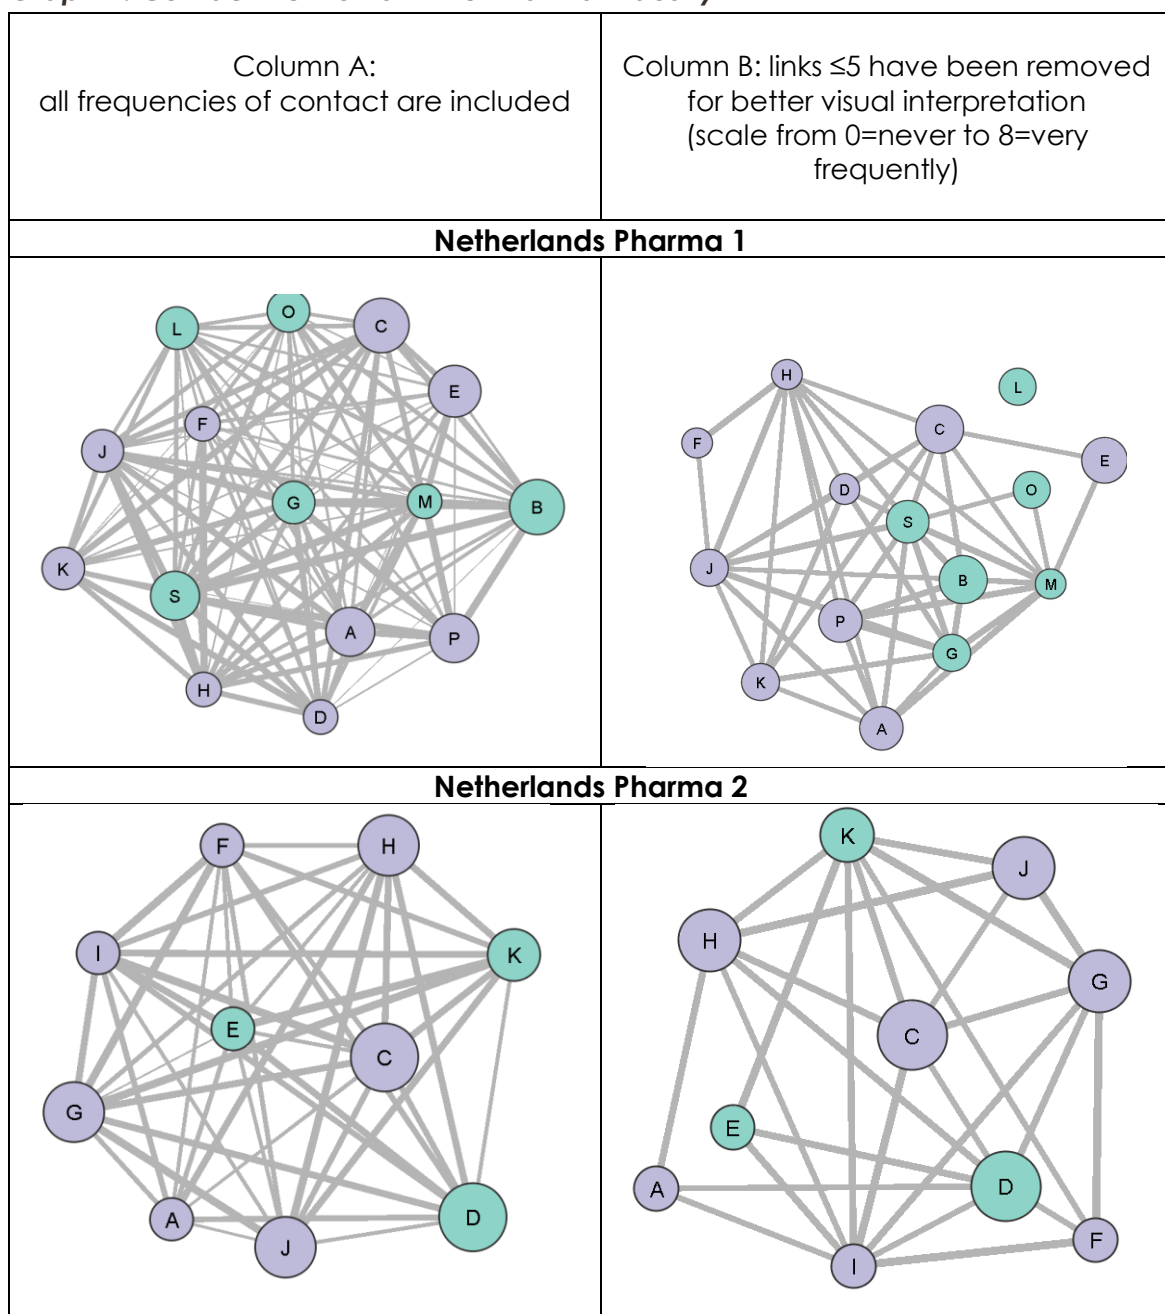 Column A:
all frequencies of contact are included
Column B: links ≤5 have been removed
for better visual interpretation
(scale from 0=never to 8=very
frequently)
Netherlands Pharma 1
L
O
C
E
F
J
G
M
B
K
S
A
P
H
D
H
L
C
F
E
D
O
S
J
B
M
P
G
K
A
Netherlands Pharma 2
F
H
I
K
E
C
G
A
D
J
K
J
H
G
C
E
A
D
F
I